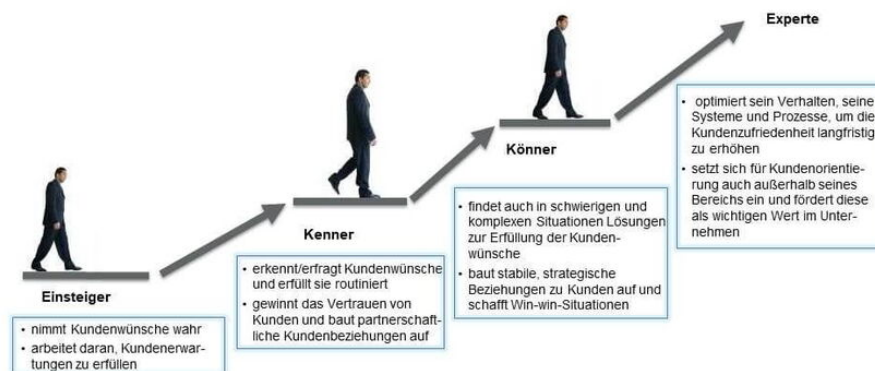 Einsteiger
• nimmt Kundenwünsche wahr
• arbeitet daran, Kundenerwar-
tungen zu erfüllen
Kenner
• erkennt/erfragt Kundenwünsche
und erfüllt sie routiniert
• gewinnt das Vertrauen von
Kunden und baut partnerschaft-
liche Kundenbeziehungen auf
Könner
• findet auch in schwierigen und
komplexen Situationen Lösungen
zur Erfüllung der Kunden-
wünsche
• baut stabile, strategische
Beziehungen zu Kunden auf und
schafft Win-win-Situationen
Experte
• optimiert sein Verhalten, seine
Systeme und Prozesse, um die
Kundenzufriedenheit langfristig
zu erhöhen
• setzt sich für Kundenorientie-
rung auch außerhalb seines
Bereichs ein und fördert diese
als wichtigen Wert im Unter-
nehmen